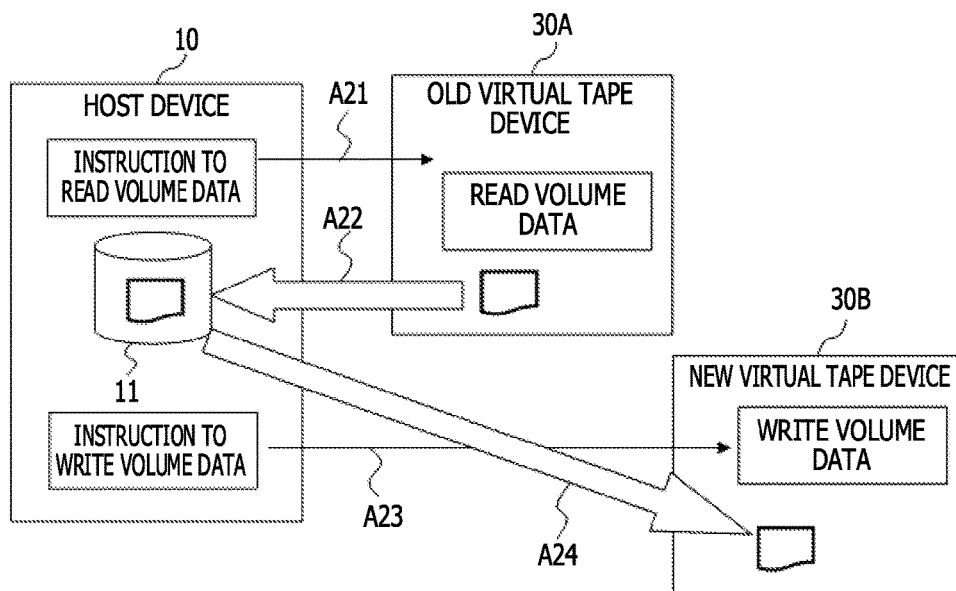 10
HOST DEVICE
INSTRUCTION TO
READ VOLUME DATA
11
INSTRUCTION TO
WRITE VOLUME DATA
A21
A22
30A
OLD VIRTUAL TAPE
DEVICE
READ VOLUME
DATA
A23
A24
30B
NEW VIRTUAL TAPE DEVICE
WRITE VOLUME
DATA